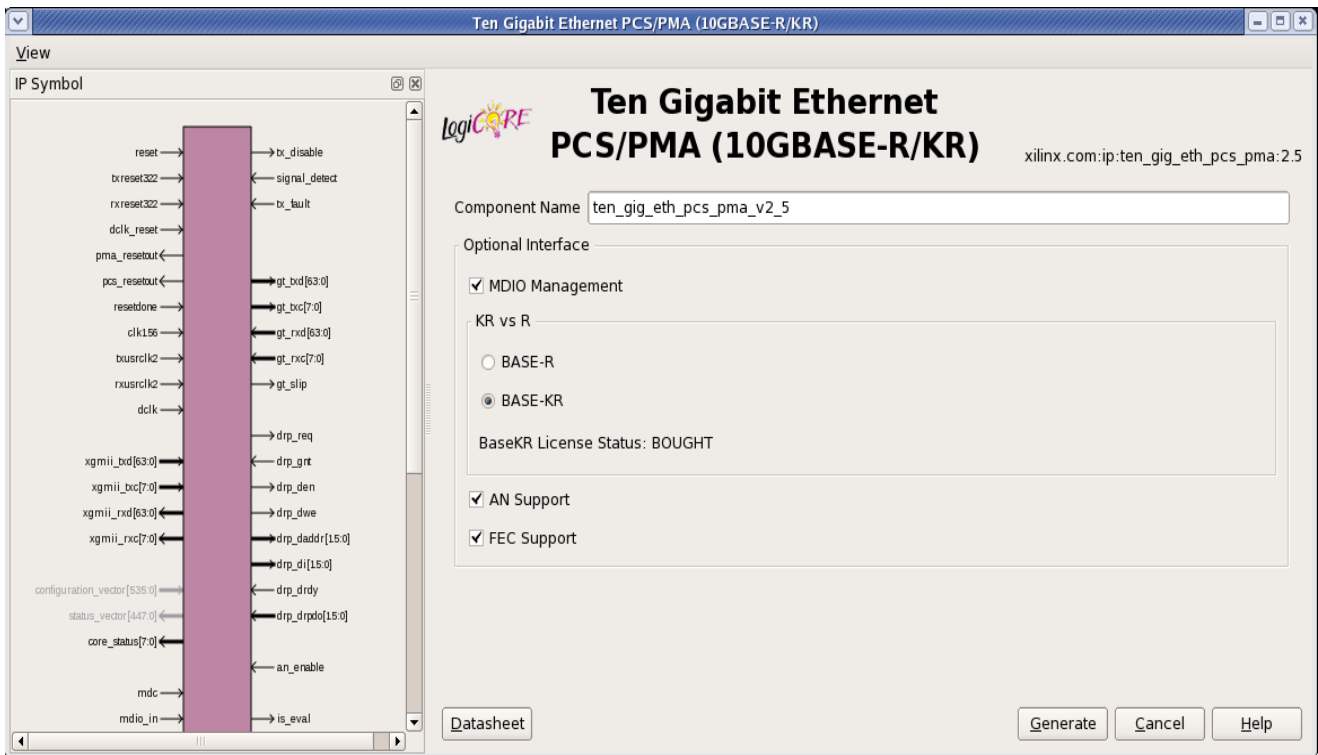 Ten Gigabit Ethernet PCS/PMA (10GBASE-R/KR)
View
IP Symbol
reset
txreset322
rxreset322
dclk_reset
pma_resetout
pcs_resetout
resetdone
clk156
txusrclk2
rxusrclk2
dclk
xgmii_txd[63:0]
xgmii_txc[7:0]
xgmii_rxd[63:0]
xgmii_rxc[7:0]
configuration_vector[535:0]
status_vector[447:0]
core_status[7:0]
mdc
mdio_in
tx_disable
signal_detect
tx_fault
gt_txd[63:0]
gt_txc[7:0]
gt_rxd[63:0]
gt_rxc[7:0]
gt_slip
drp_req
drp_gnt
drp_den
drp_dwe
drp_daddr[15:0]
drp_di[15:0]
drp_drdy
drp_drpdo[15:0]
an_enable
is_eval
LogiCORE
Ten Gigabit Ethernet
PCS/PMA (10GBASE-R/KR)
xilinx.com:ip:ten_gig_eth_pcs_pma:2.5
Component Name ten_gig_eth_pcs_pma_v2_5
Optional Interface
MDIO Management
KR vs R
BASE-R
BASE-KR
BaseKR License Status: BOUGHT
AN Support
FEC Support
Datasheet
Generate
Cancel
Help